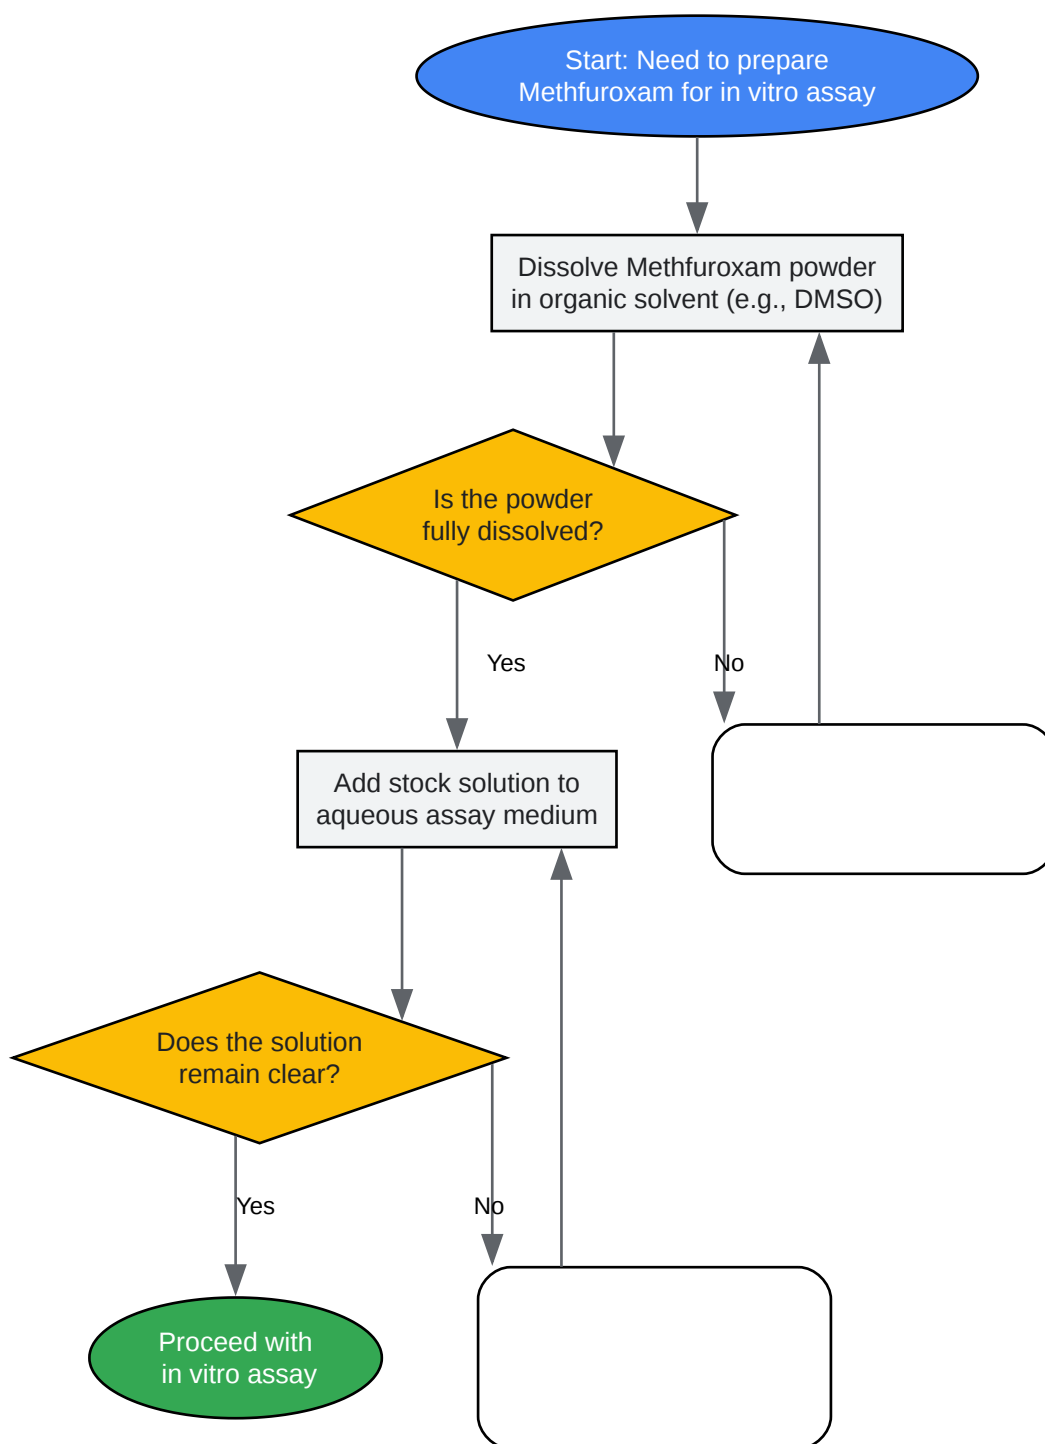 Start: Need to prepare
Methfuroxam for in vitro assay
Dissolve Methfuroxam powder
in organic solvent (e.g., DMSO)
Is the powder
fully dissolved?
Yes
No
Add stock solution to
aqueous assay medium
Does the solution
remain clear?
Yes
No
Proceed with
in vitro assay